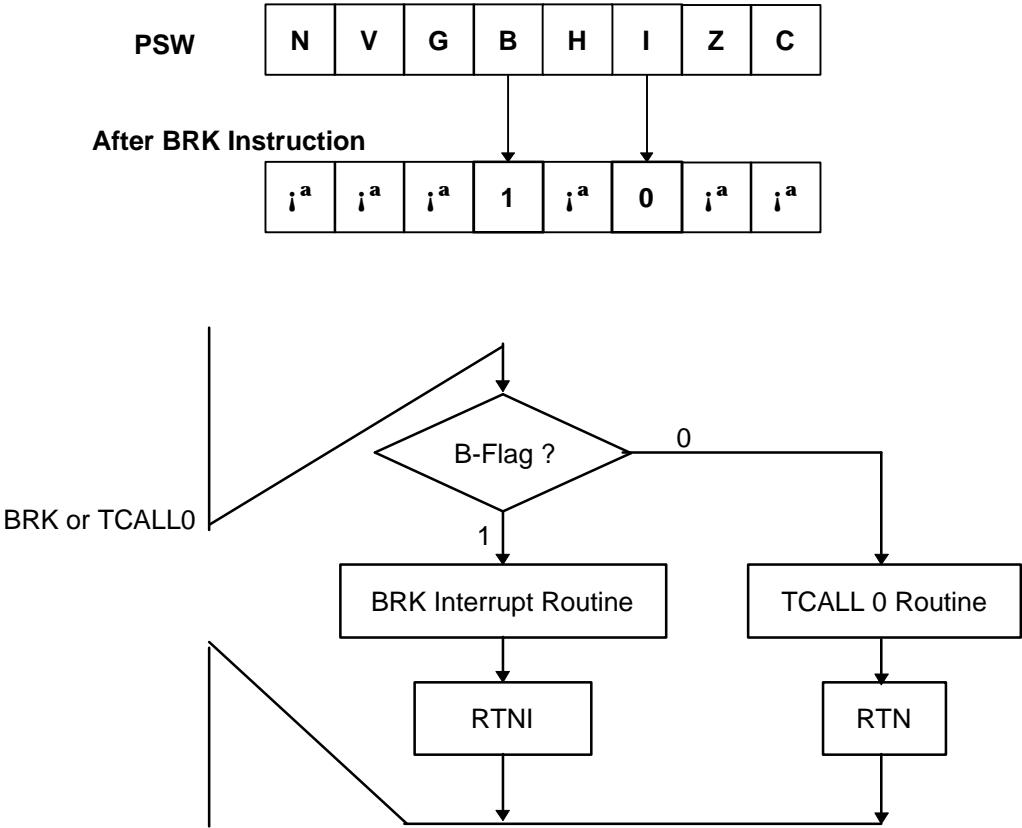 PSW N V G B H I Z C
After BRK Instruction
¡ª ¡ª ¡ª 1 ¡ª 0 ¡ª ¡ª
B-Flag ?
0
BRK or TCALL0
1
BRK Interrupt Routine
TCALL 0 Routine
RTNI
RTN